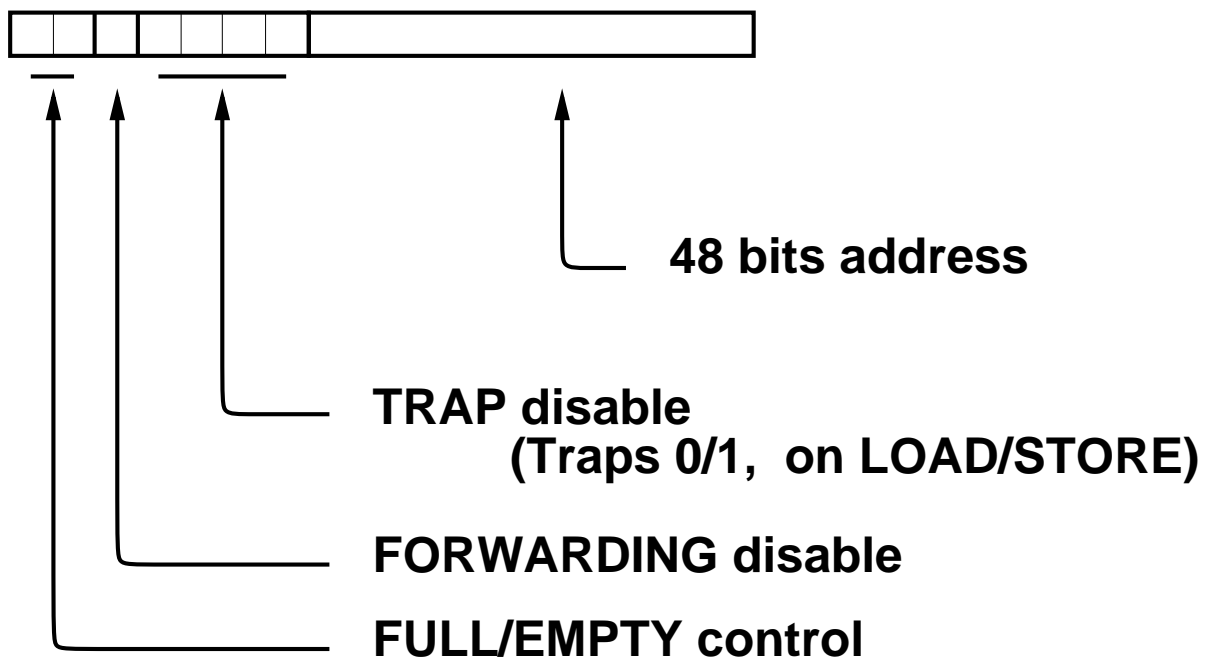 48 bits address
TRAP disable
(Traps 0/1, on LOAD/STORE)
FORWARDING disable
FULL/EMPTY control